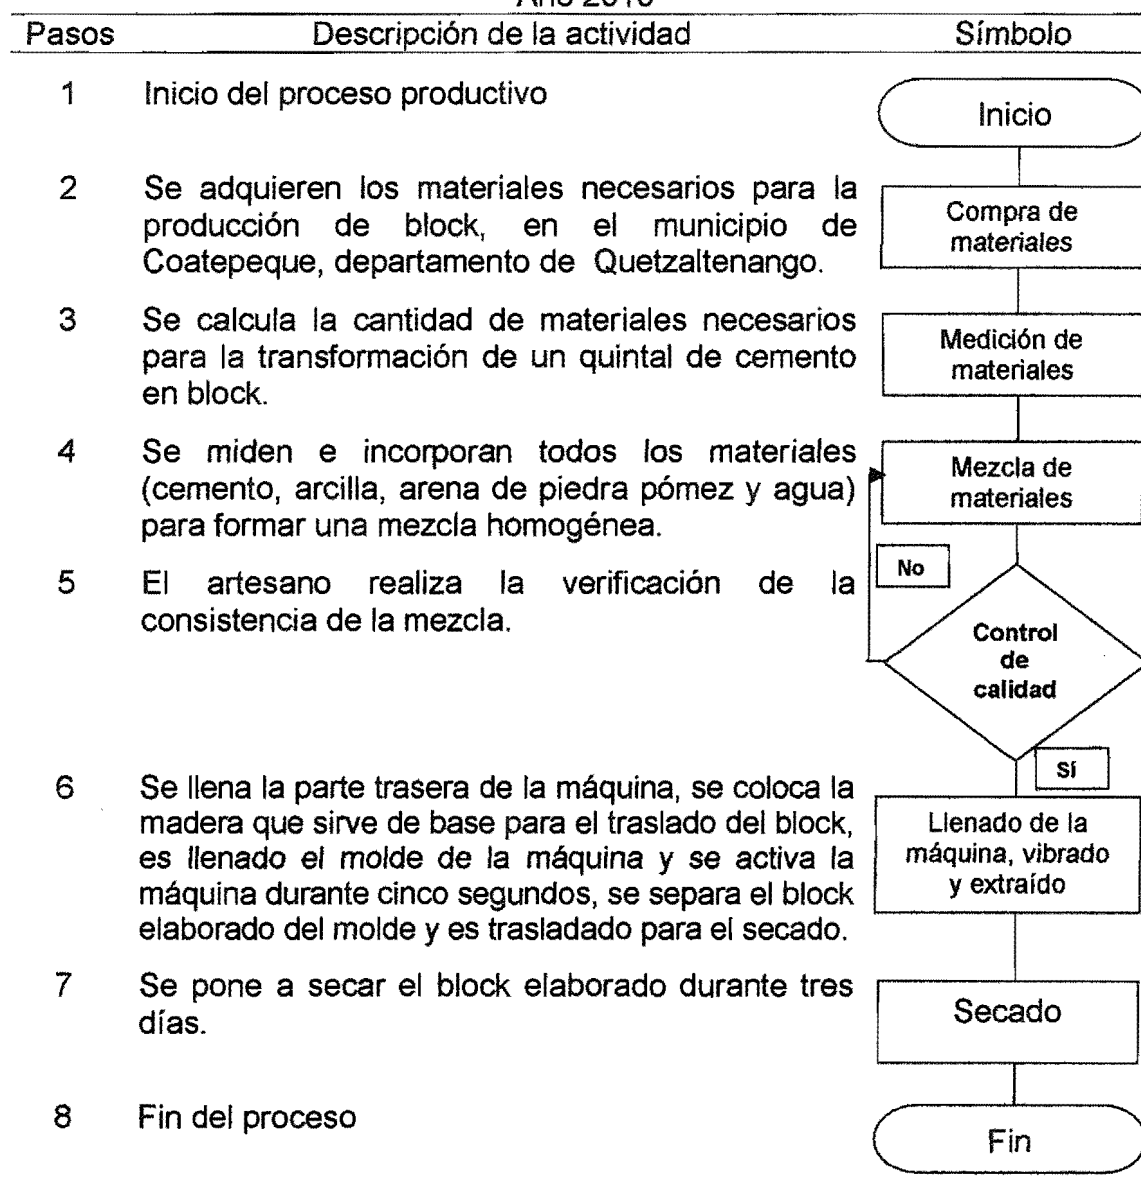 Pasos Descripción de la actividad Símbolo
1 Inicio del proceso productivo
Inicio
2 Se adquieren los materiales necesarios para la
producción de block, en el municipio de
Coatepeque, departamento de Quetzaltenango.
Compra de
materiales
3 Se calcula la cantidad de materiales necesarios
para la transformación de un quintal de cemento
en block.
Medición de
materiales
4 Se miden e incorporan todos los materiales
(cemento, arcilla, arena de piedra pómez y agua)
para formar una mezcla homogénea.
Mezcla de
materiales
5 El artesano realiza la verificación de la
consistencia de la mezcla.
No
Control
de
calidad
Sí
6 Se llena la parte trasera de la máquina, se coloca la
madera que sirve de base para el traslado del block,
es llenado el molde de la máquina y se activa la
máquina durante cinco segundos, se separa el block
elaborado del molde y es trasladado para el secado.
Llenado de la
máquina, vibrado
y extraído
7 Se pone a secar el block elaborado durante tres
días.
Secado
8 Fin del proceso
Fin